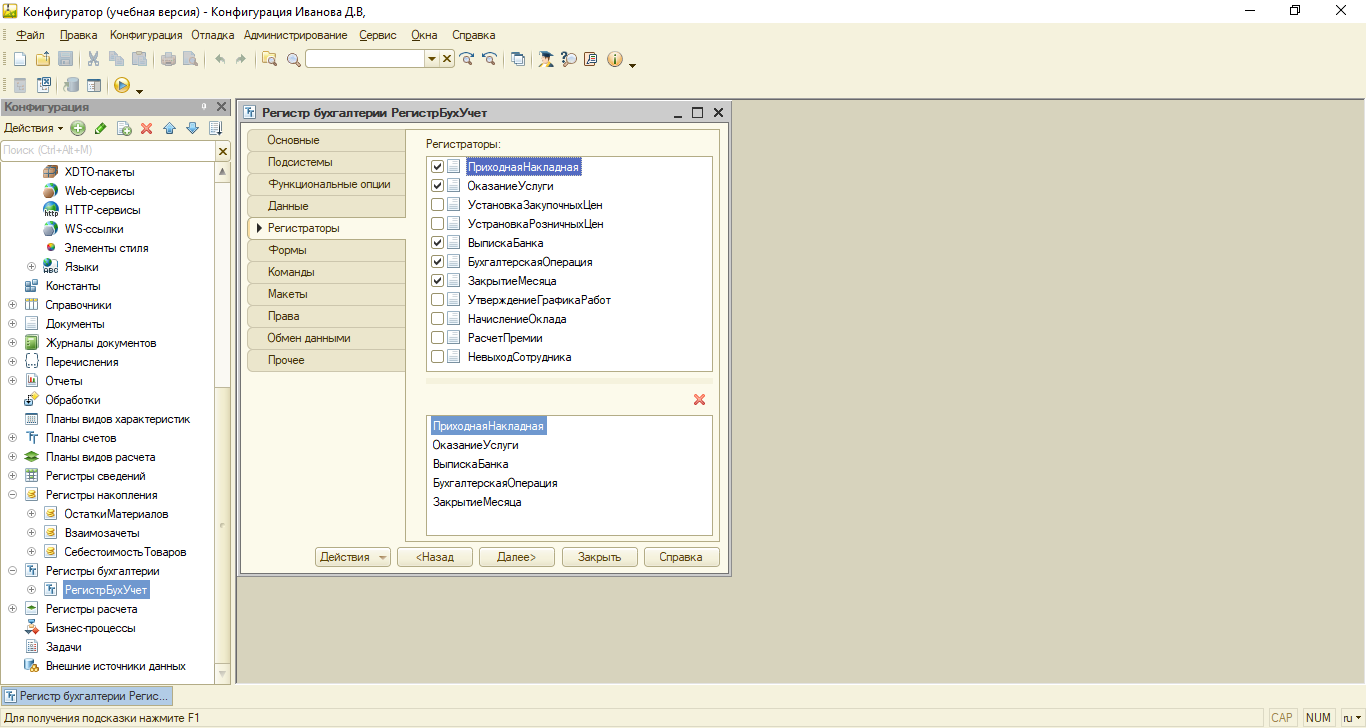 Конфигуратор (учебная версия) - Конфигурация Иванова Д.В,
Файл Правка Конфигурация Отладка Администрирование Сервис Окна Справка
Конфигурация
Действия
Поиск (Ctrl+Alt+M)
XDTO-пакеты
Web-сервисы
HTTP-сервисы
WS-ссылки
Элементы стиля
Языки
Константы
Справочники
Документы
Журналы документов
Перечисления
Отчеты
Обработки
Планы видов характеристик
Планы счетов
Планы видов расчета
Регистры сведений
Регистры накопления
ОстаткиМатериалов
Взаимозачеты
СебестоимостьТоваров
Регистры бухгалтерии
РегистрБухУчет
Регистры расчета
Бизнес-процессы
Задачи
Внешние источники данных
Регистр бухгалтерии РегистрБухУчет
Основные
Подсистемы
Функциональные опции
Данные
Регистраторы
Формы
Команды
Макеты
Права
Обмен данными
Прочее
Регистраторы:
ПриходнаяНакладная
ОказаниеУслуги
УстановкаЗакупочныхЦен
УстрановкаРозничныхЦен
ВыпискаБанка
БухгалтерскаяОперация
ЗакрытиеМесяца
УтверждениеГрафикаРабот
НачислениеОклада
РасчетПремии
НевыходСотрудника
ПриходнаяНакладная
ОказаниеУслуги
ВыпискаБанка
БухгалтерскаяОперация
ЗакрытиеМесяца
Действия <Назад Далее> Закрыть Справка
Регистр бухгалтерии Регис...
Для получения подсказки нажмите F1
CAP NUM ru